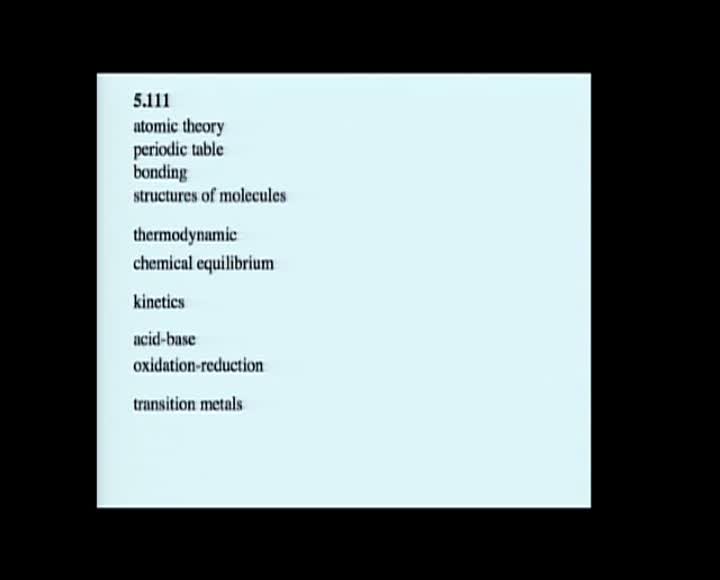 5.111
atomic theory
periodic table
bonding
structures of molecules
thermodynamic
chemical equilibrium
kinetics
acid-base
oxidation-reduction
transition metals